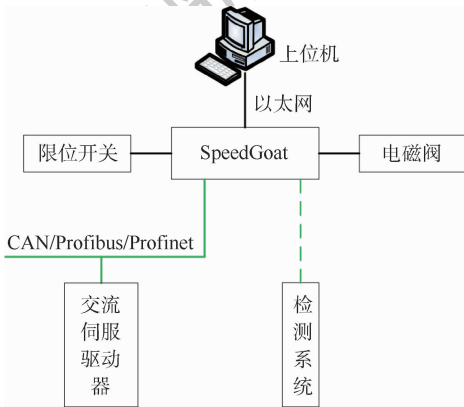 上位机
以太网
限位开关
SpeedGoat
电磁阀
CAN/Profibus/Profinet
交流
伺服
驱动
器
检
测
系
统